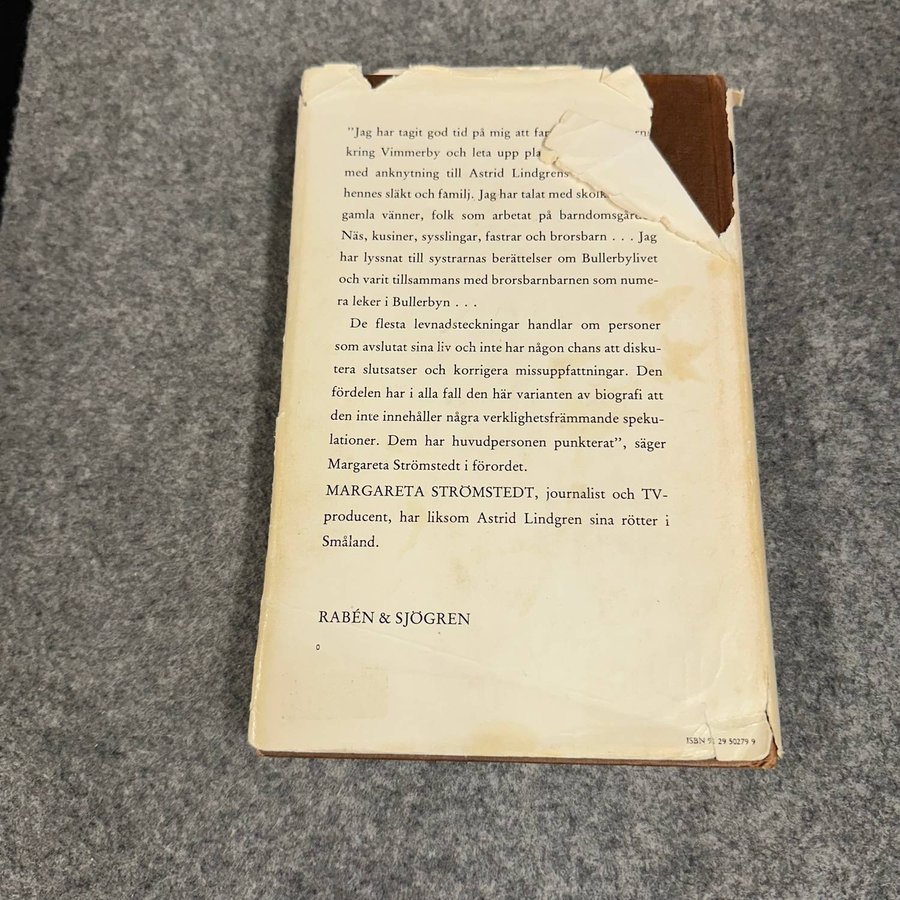 ”Jag har tagit god tid på mig att
kring Vimmerby och leta upp
med anknytning till Astrid Lindgrens
hennes släkt och familj. Jag har talat med
gamla vänner, folk som arbetat på
Näs, kusiner, sysslingar, fastrar och brorsbarn . . . Jag
har lyssnat till systrarnas berättelser om Bullerbylivet
och varit tillsammans med brorsbarnbarnen som nume-
ra leker i Bullerbyn . . .
De flesta levnadsteckningar handlar om personer
som avslutat sina liv och inte har någon chans att disku-
tera slutsatser och korrigera missuppfattningar. Den
fördelen har i alla fall den här varianten av biografi att
den inte innehåller några verklighetsfrämmande speku-
lationer. Dem har huvudpersonen punkterat”, säger
Margareta Strömstedt i förordet.
MARGARETA STRÖMSTEDT, journalist och TV-
producent, har liksom Astrid Lindgren sina rötter i
Småland.
RABÉN & SJÖGREN
0
ISBN 29 50279 9